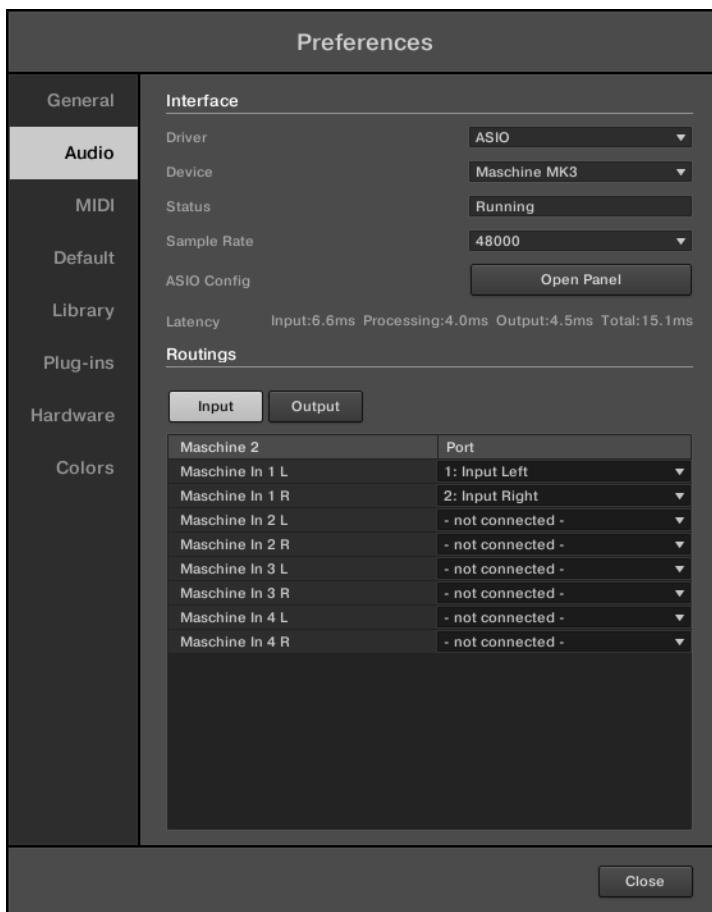 Preferences
General
Audio
MIDI
Default
Library
Plug-ins
Hardware
Colors
Interface
Driver ASIO
Device Maschine MK3
Status Running
Sample Rate 48000
ASIO Config Open Panel
Latency Input:6.6ms Processing:4.0ms Output:4.5ms Total:15.1ms
Routings
Input Output
Maschine 2 Port
Maschine In 1 L 1: Input Left
Maschine In 1 R 2: Input Right
Maschine In 2 L - not connected -
Maschine In 2 R - not connected -
Maschine In 3 L - not connected -
Maschine In 3 R - not connected -
Maschine In 4 L - not connected -
Maschine In 4 R - not connected -
Close